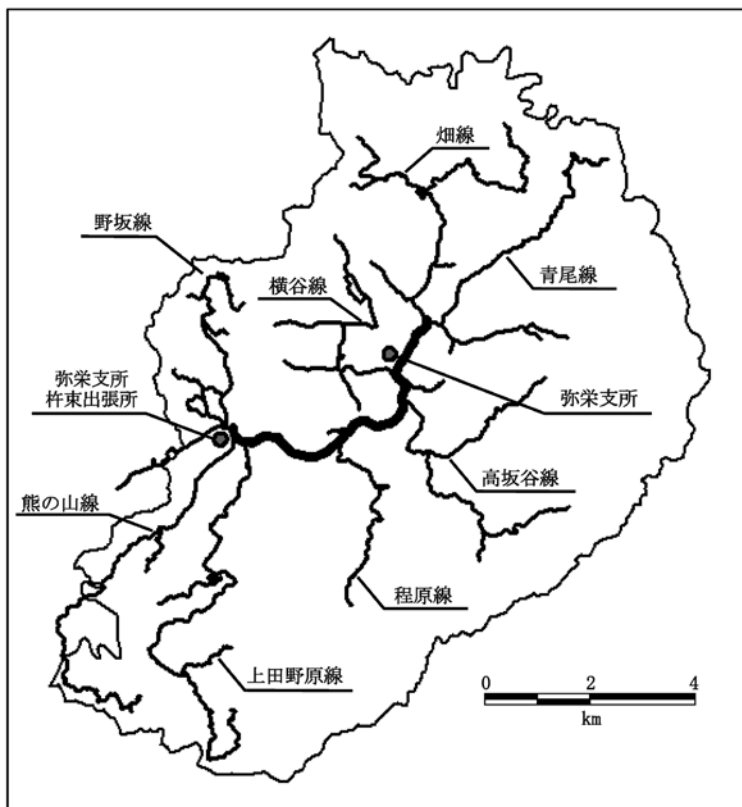 畑線
野坂線
青尾線
横谷線
弥栄支所
杵束出張所
弥栄支所
高坂谷線
熊の山線
程原線
上田野原線
0 2 4
km